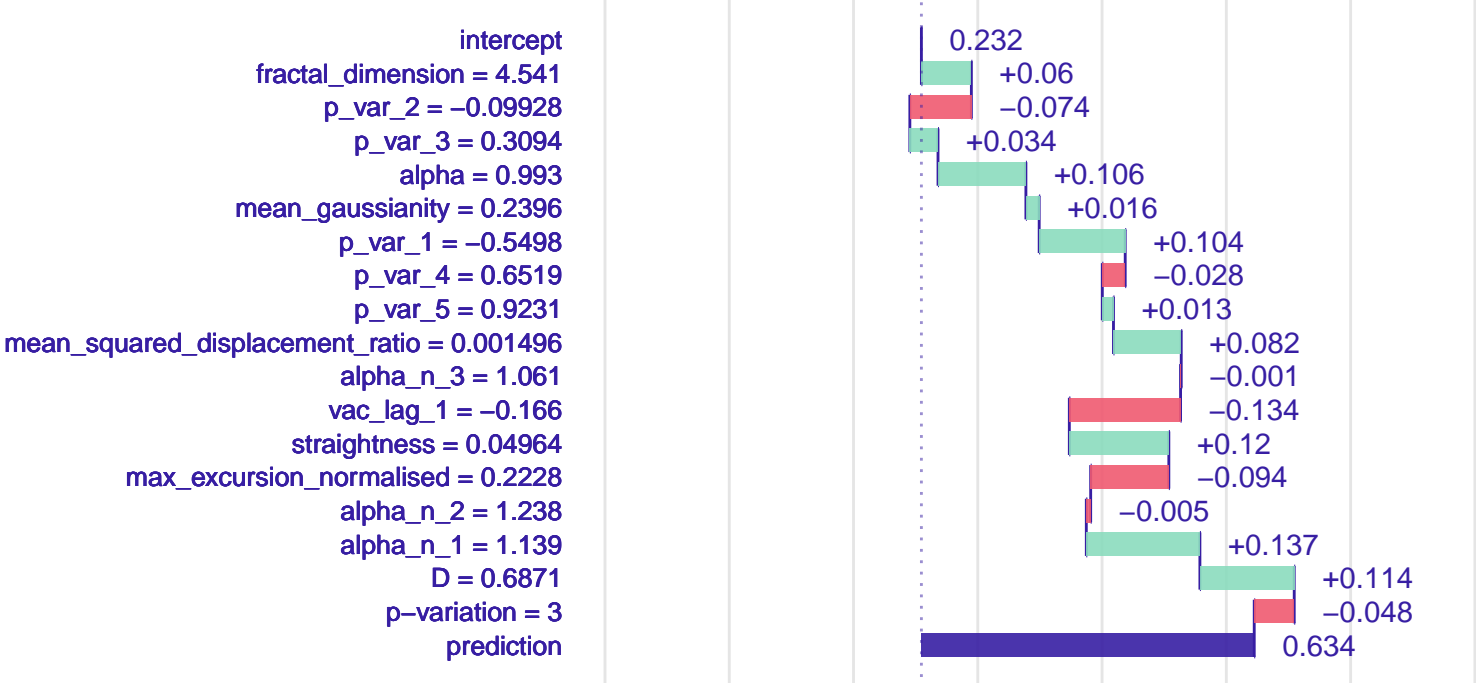 intercept 0.232
fractal_dimension = 4.541 +0.06
p_var_2 = −0.09928 −0.074
p_var_3 = 0.3094 +0.034
alpha = 0.993 +0.106
mean_gaussianity = 0.2396 +0.016
p_var_1 = −0.5498 +0.104
p_var_4 = 0.6519 −0.028
p_var_5 = 0.9231 +0.013
mean_squared_displacement_ratio = 0.001496 +0.082
alpha_n_3 = 1.061 −0.001
vac_lag_1 = −0.166 −0.134
straightness = 0.04964 +0.12
max_excursion_normalised = 0.2228 −0.094
alpha_n_2 = 1.238 −0.005
alpha_n_1 = 1.139 +0.137
D = 0.6871 +0.114
p−variation = 3 −0.048
prediction 0.634